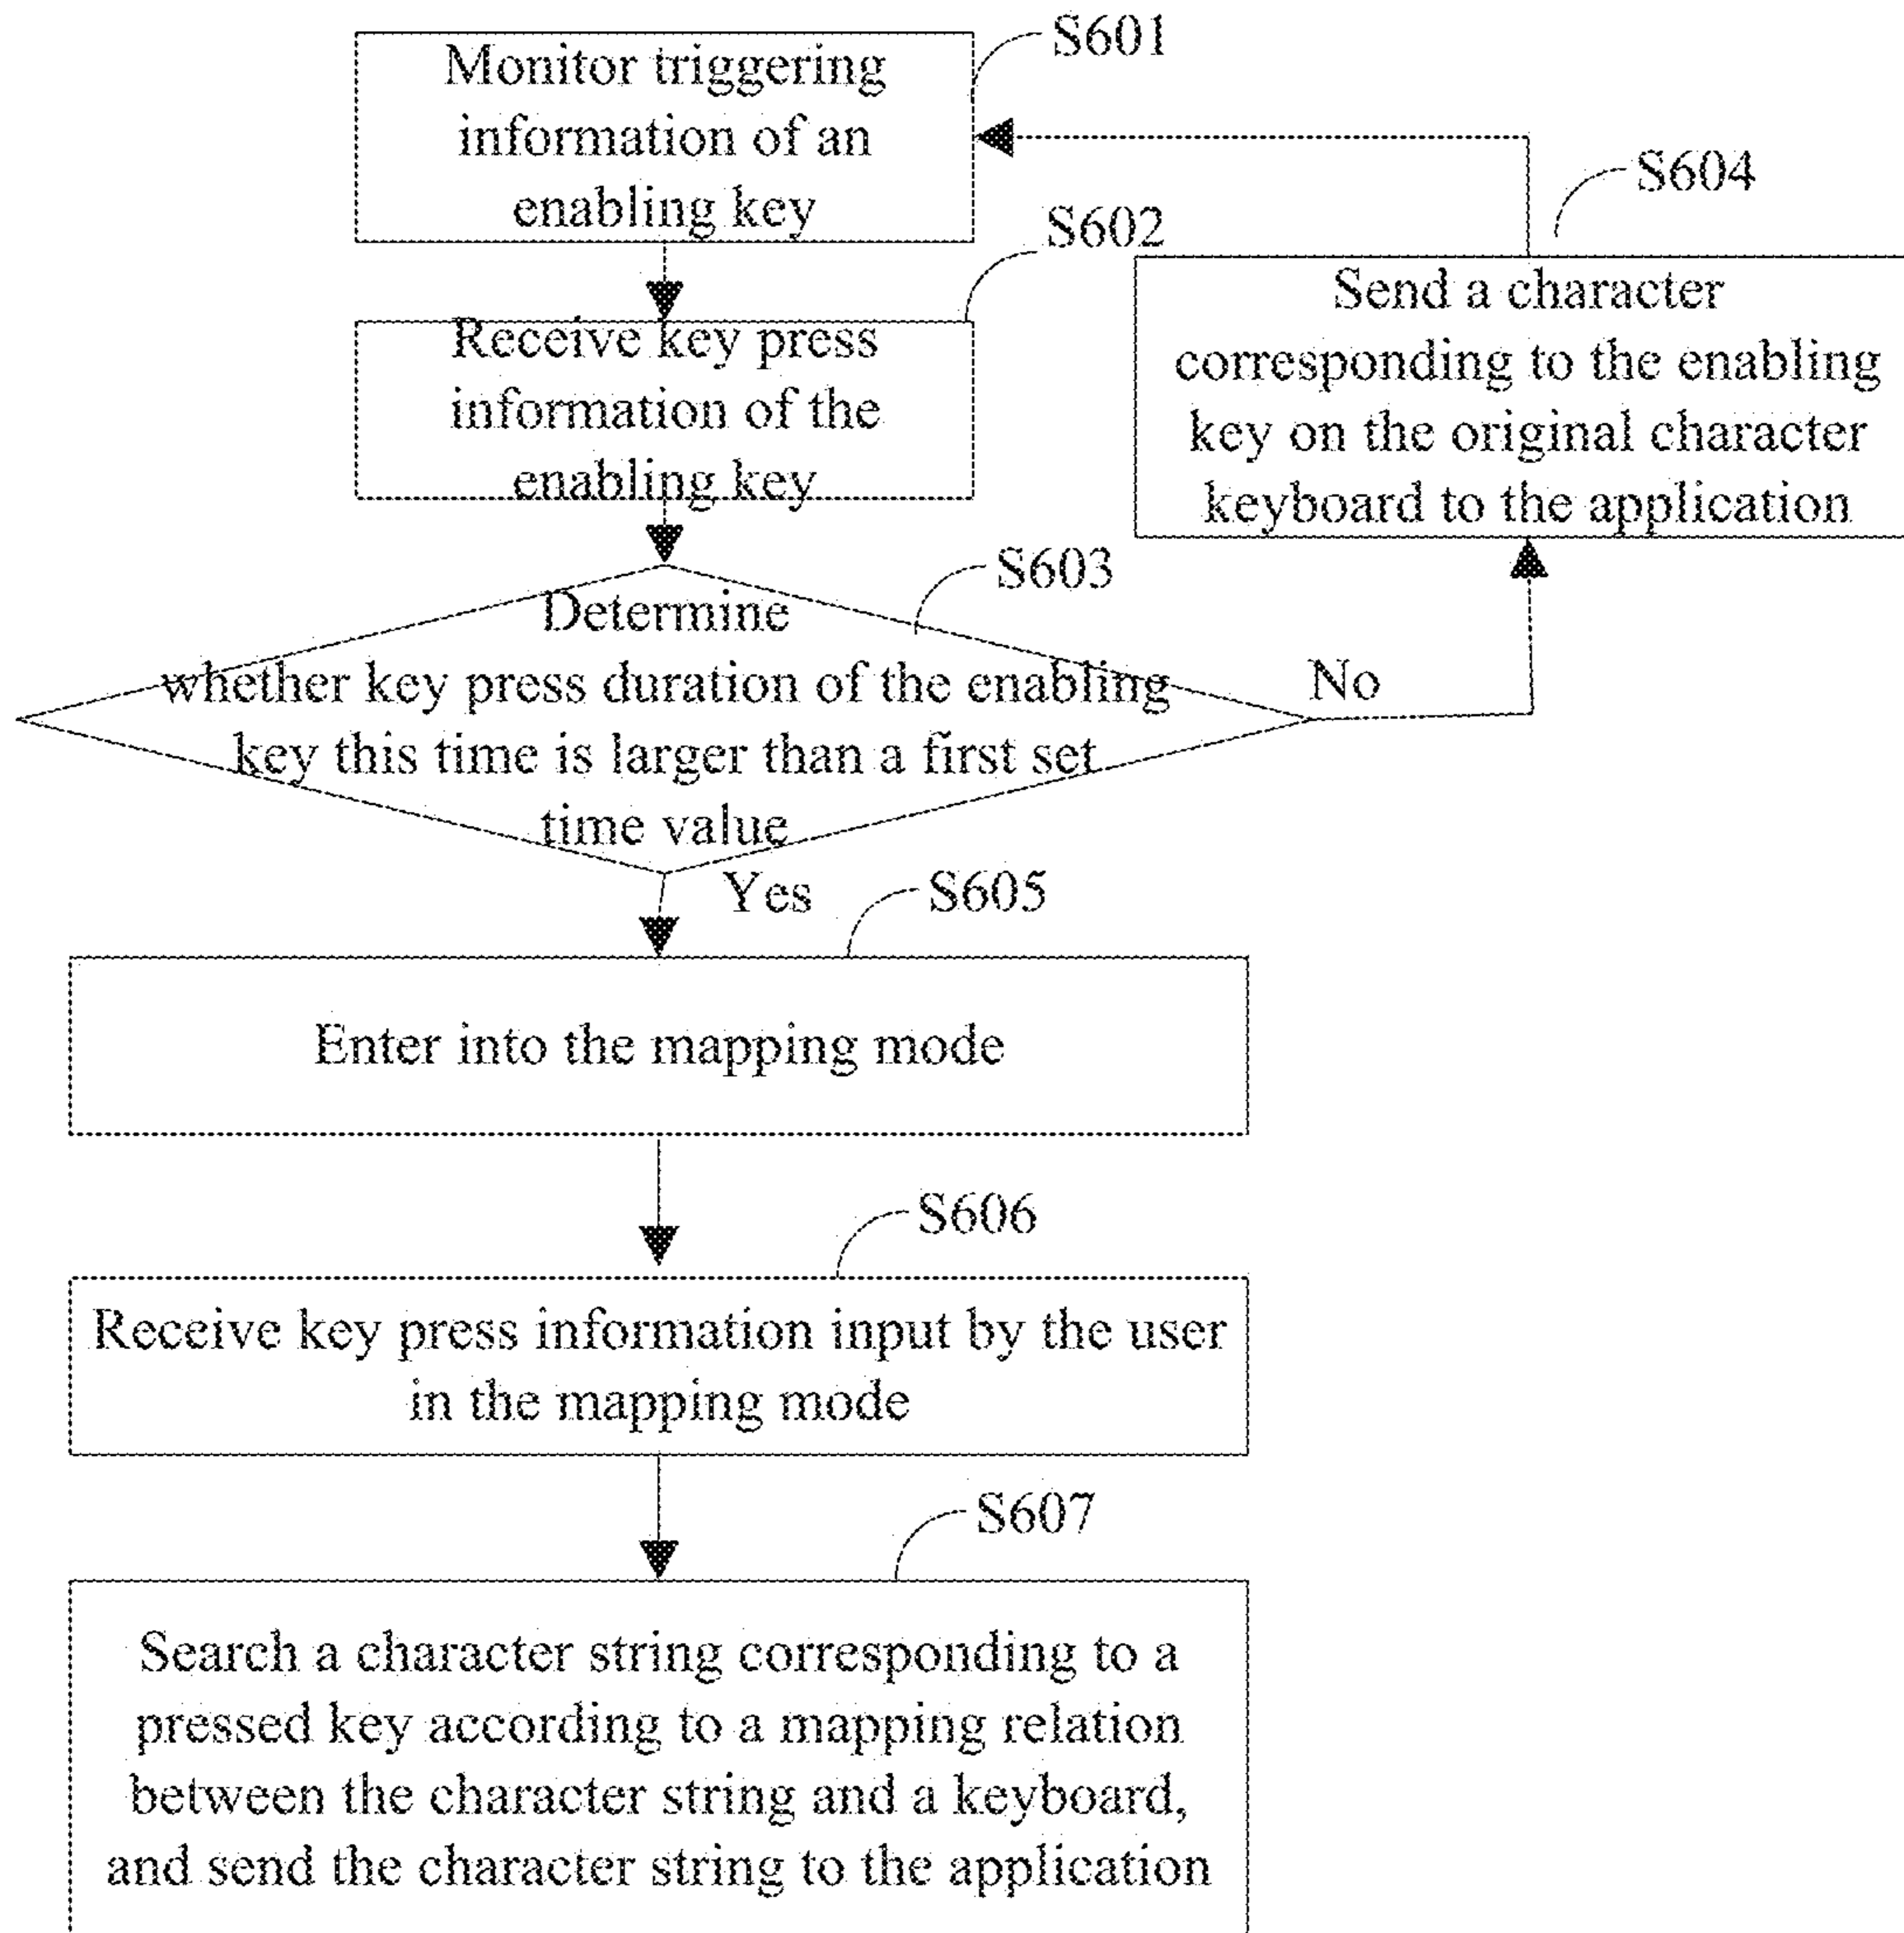 S601
Monitor triggering
information of an
enabling key
S602
Receive key press
information of the
enabling key
S604
Send a character
corresponding to the enabling
key on the original character
keyboard to the application
S603
Determine
whether key press duration of the enabling
key this time is larger than a first set
time value
No
Yes
S605
Enter into the mapping mode
S606
Receive key press information input by the user
in the mapping mode
S607
Search a character string corresponding to a
pressed key according to a mapping relation
between the character string and a keyboard,
and send the character string to the application